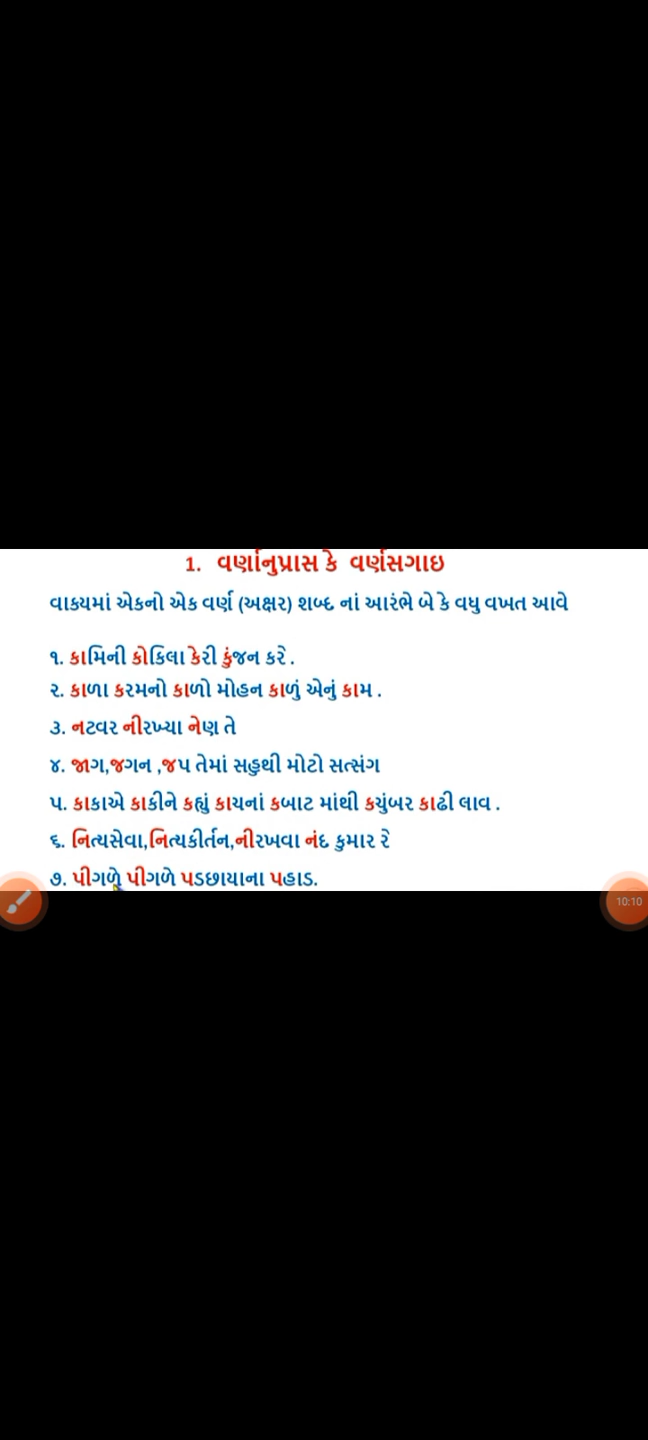 1. વર્ણાનુપ્રાસ કે વર્ણસગાઇ
વાક્યમાં એકનો એક વર્ણ (અક્ષર) શબ્દ નાં આરંભે બે કે વધુ વખત આવે
૧. કામિની કોકિલા કેરી કુંજન કરે .
૨. કાળા કરમનો કાળો મોહન કાળું એનું કામ .
૩. નટવર નીરખ્યા નેણ તે
૪. જાગ,જગન ,જપ તેમાં સહુથી મોટો સત્સંગ
૫. કાકાએ કાકીને કહ્યું કાચનાં કબાટ માંથી કચુંબર કાઢી લાવ .
૬. નિત્યસેવા,નિત્યકીર્તન,નીરખવા નંદ કુમાર રે
૭. પીગળે પીગળે પડછાયાના પહાડ.
10:10